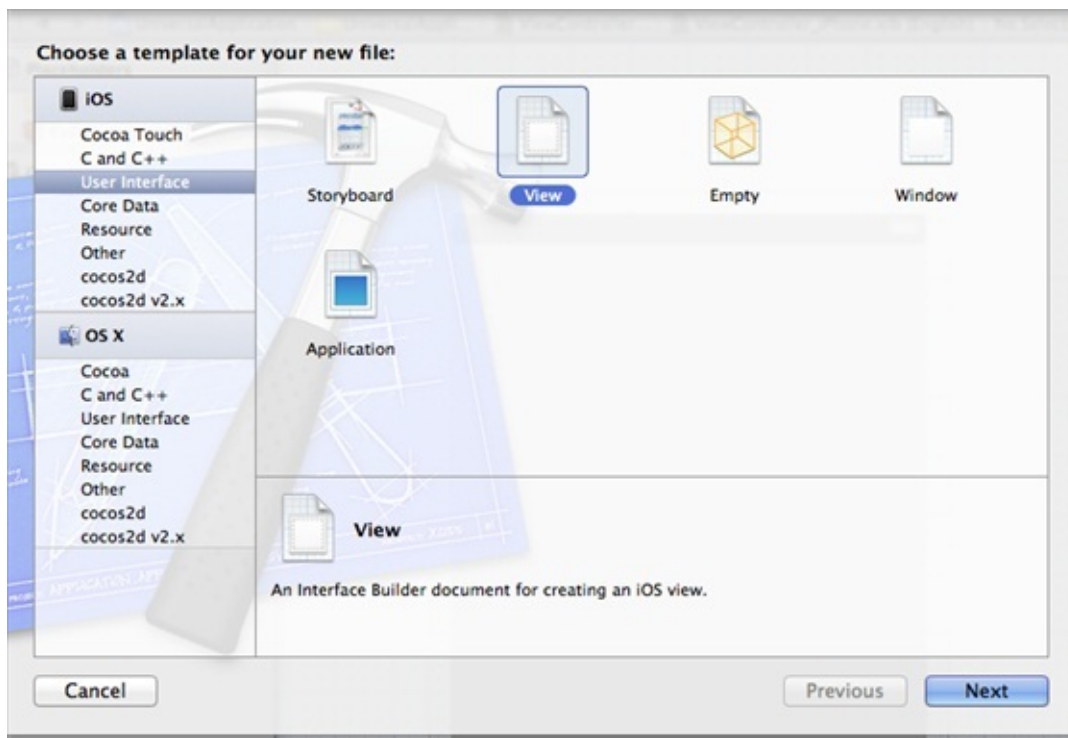 Choose a template for your new file:
iOS
Cocoa Touch
C and C++
User Interface
Core Data
Resource
Other
cocos2d
cocos2d v2.x
OS X
Cocoa
C and C++
User Interface
Core Data
Resource
Other
cocos2d
cocos2d v2.x
Storyboard
View
Empty
Window
Application
View
An Interface Builder document for creating an iOS view.
Cancel
Previous
Next